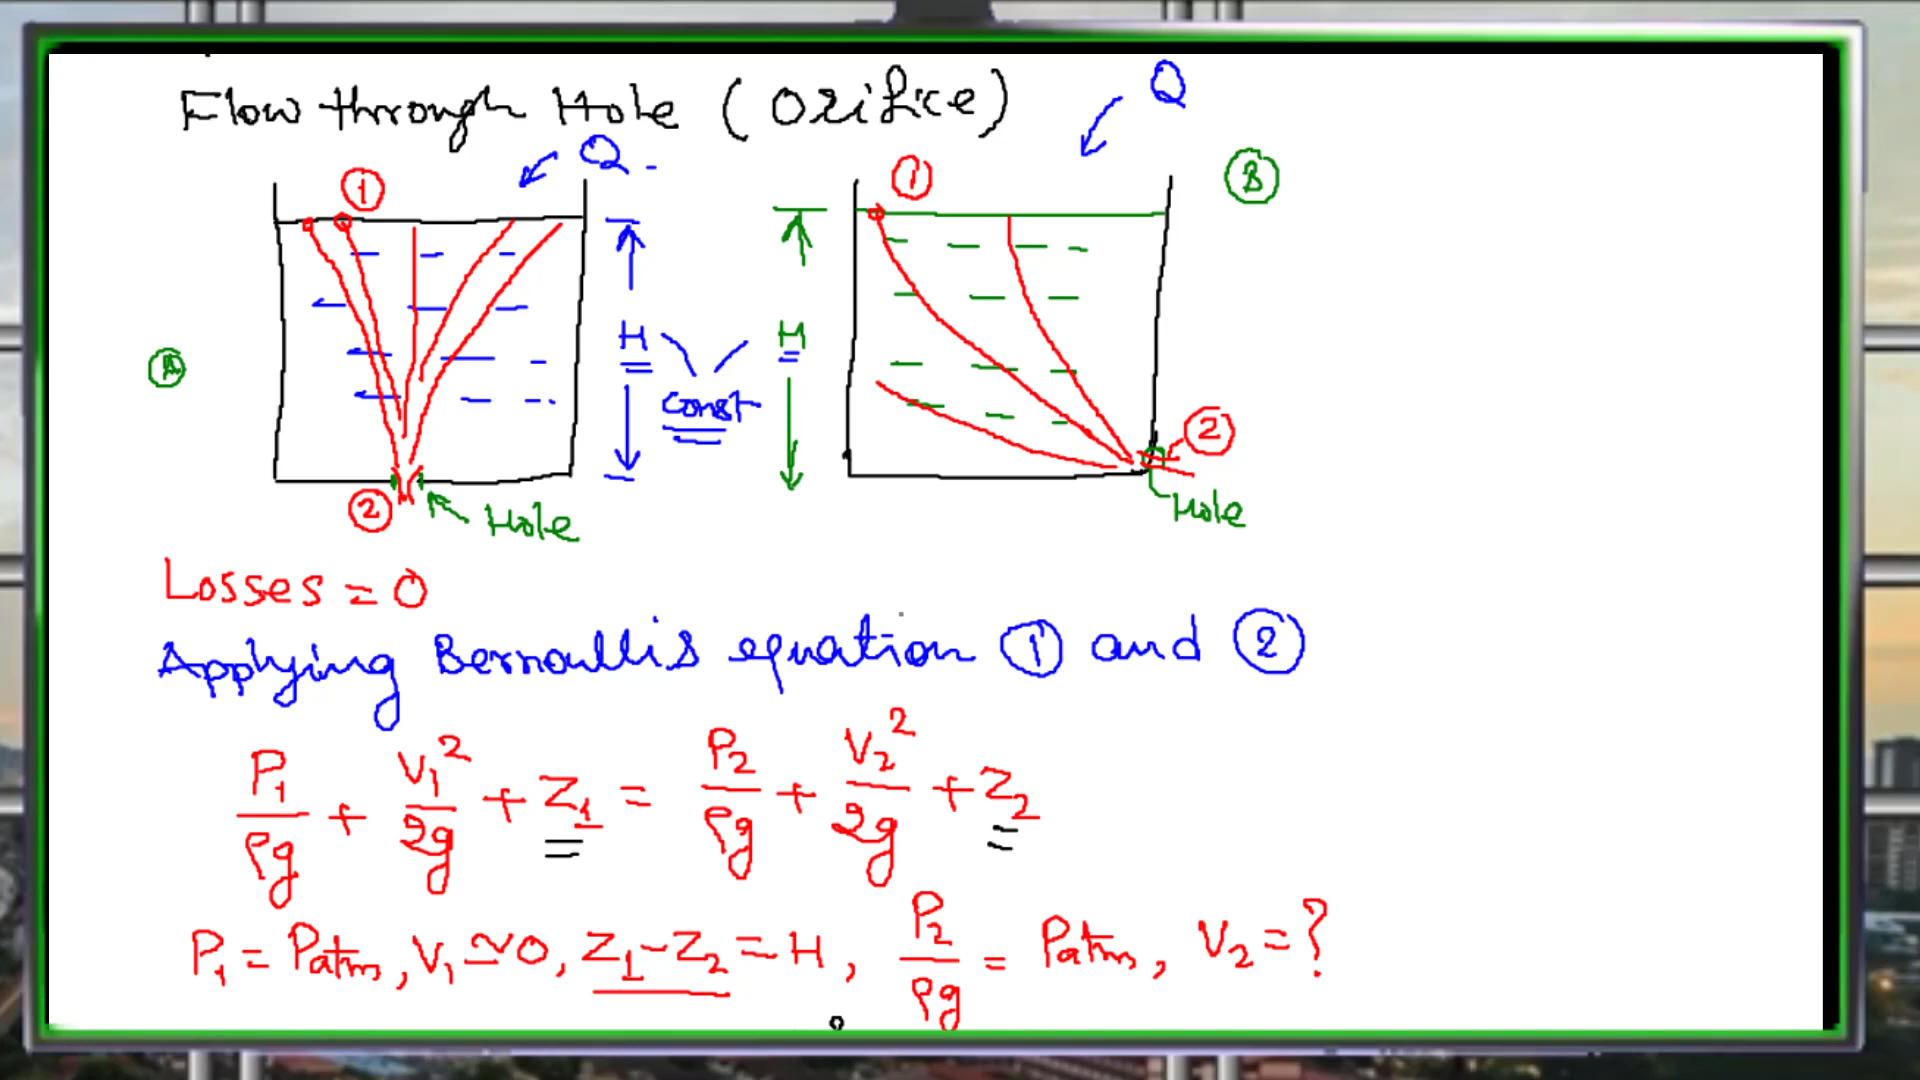 Flow through Hole (Orifice)
Q
Q
1
1
B
A
H
H
const
2
2
Hole
Hole
Losses = 0
Applying Bernoullis equation 1 and 2
P₁/ρg + V₁²/2g + Z₁ = P₂/ρg + V₂²/2g + Z₂
P₁ = Patm, V₁ ≃ 0, Z₁-Z₂ = H, P₂/ρg = Patm, V₂ = ?